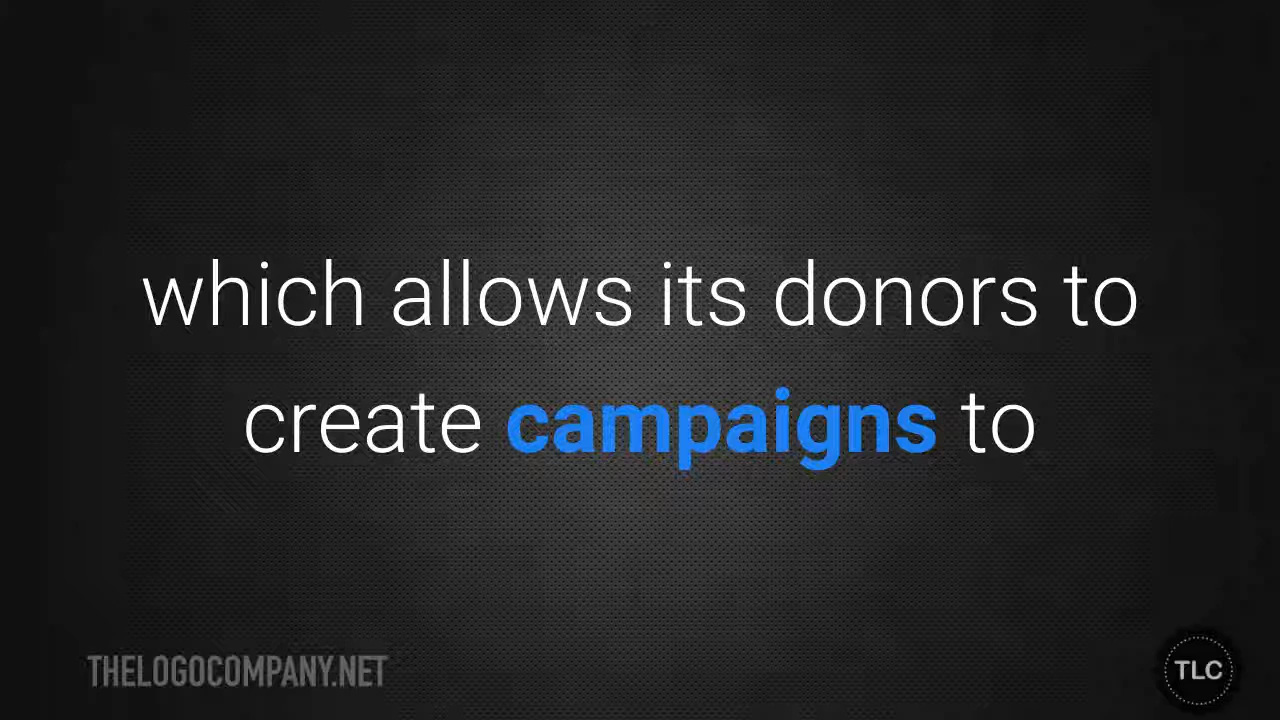 which allows its donors to
create campaigns to
THELOGOCOMPANY.NET
TLC